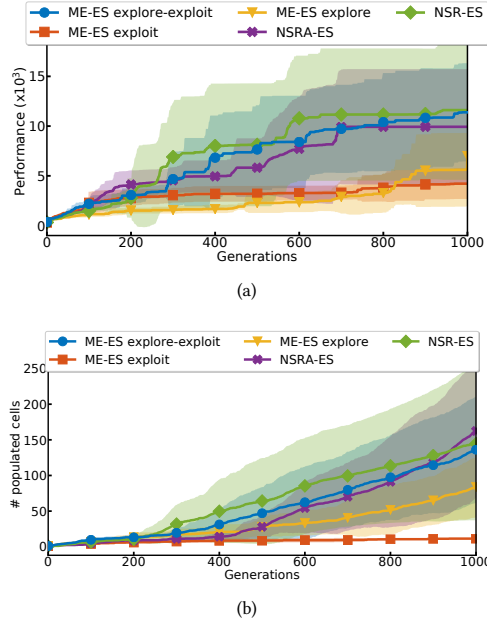 ME-ES explore-exploit ME-ES explore NSR-ES
ME-ES exploit NSRA-ES
Performance (x10³)
15
10
5
0
0 200 400 600 800 1000
Generations
(a)
ME-ES explore-exploit ME-ES explore NSR-ES
ME-ES exploit NSRA-ES
# populated cells
250
200
150
100
50
0
0 200 400 600 800 1000
Generations
(b)